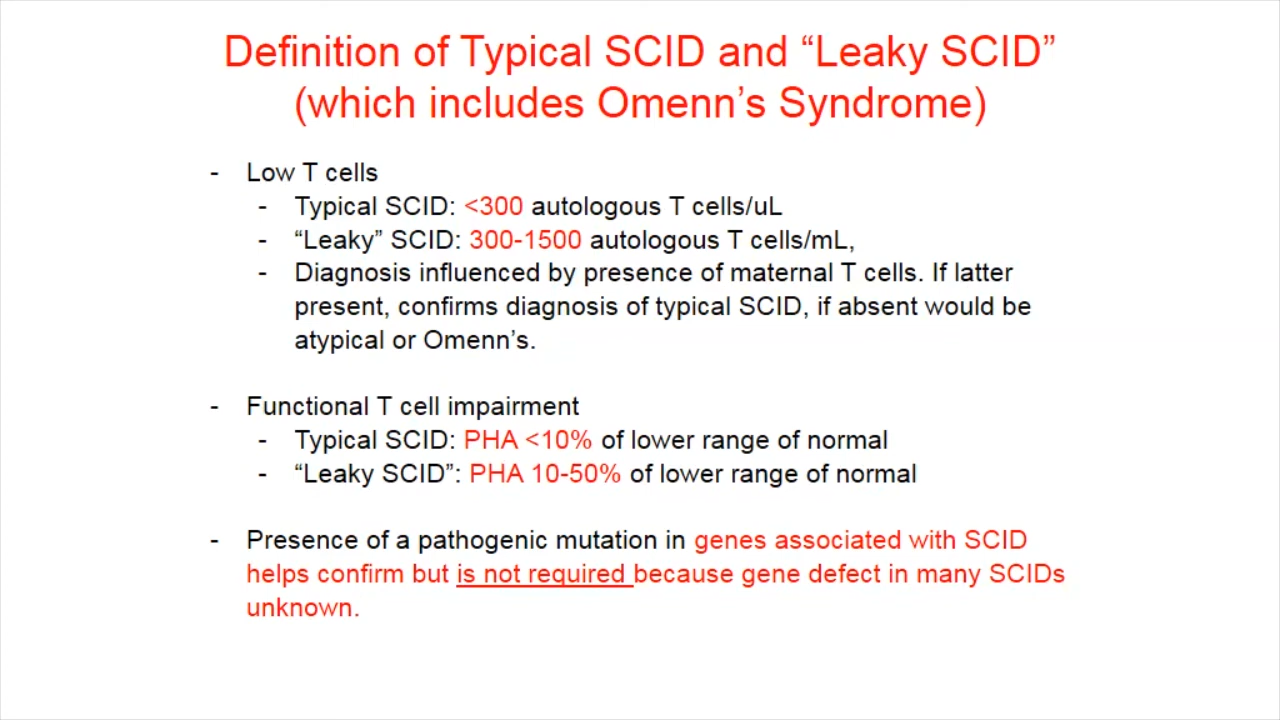 Definition of Typical SCID and “Leaky SCID”
(which includes Omenn’s Syndrome)
- Low T cells
- Typical SCID: <300 autologous T cells/uL
- “Leaky” SCID: 300-1500 autologous T cells/mL,
- Diagnosis influenced by presence of maternal T cells. If latter
present, confirms diagnosis of typical SCID, if absent would be
atypical or Omenn’s.
- Functional T cell impairment
- Typical SCID: PHA <10% of lower range of normal
- “Leaky SCID”: PHA 10-50% of lower range of normal
- Presence of a pathogenic mutation in genes associated with SCID
helps confirm but is not required because gene defect in many SCIDs
unknown.